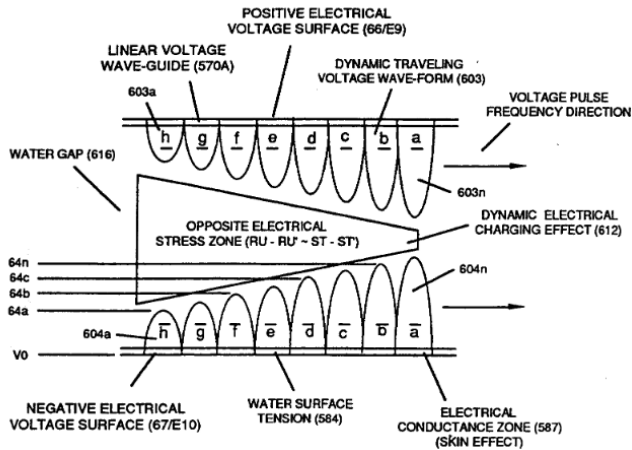 POSITIVE ELECTRICAL
VOLTAGE SURFACE (66/E9)
LINEAR VOLTAGE
WAVE-GUIDE (570A)
DYNAMIC TRAVELING
VOLTAGE WAVE-FORM (603)
603a
VOLTAGE PULSE
FREQUENCY DIRECTION
h g f e d c b a
WATER GAP (616)
603n
OPPOSITE ELECTRICAL
STRESS ZONE (RU - RU' ~ ST - ST')
DYNAMIC ELECTRICAL
CHARGING EFFECT (612)
64n
64c
64b
64a
604n
604a
h g f e d c b a
V0
NEGATIVE ELECTRICAL
VOLTAGE SURFACE (67/E10)
WATER SURFACE
TENSION (584)
ELECTRICAL
CONDUCTANCE ZONE (587)
(SKIN EFFECT)